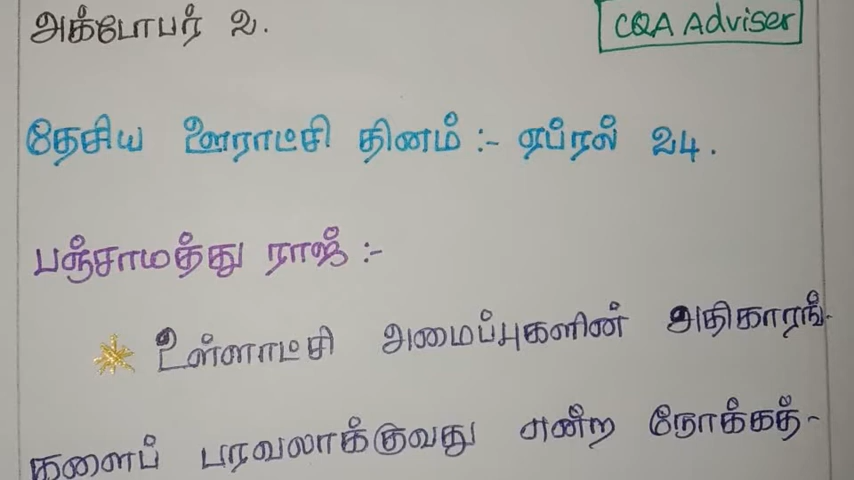 அக்போபர் 2.
CQA Adviser
தேசிய ஊராட்சி தினம் :- ஏப்ரல் 24.
பஞ்சாமத்து ராஜ் :-
உள்ளாட்சி அமைப்புகளின் அதிகாரங்-
களைப் பரவலாக்குவது என்ற நோக்கத்-